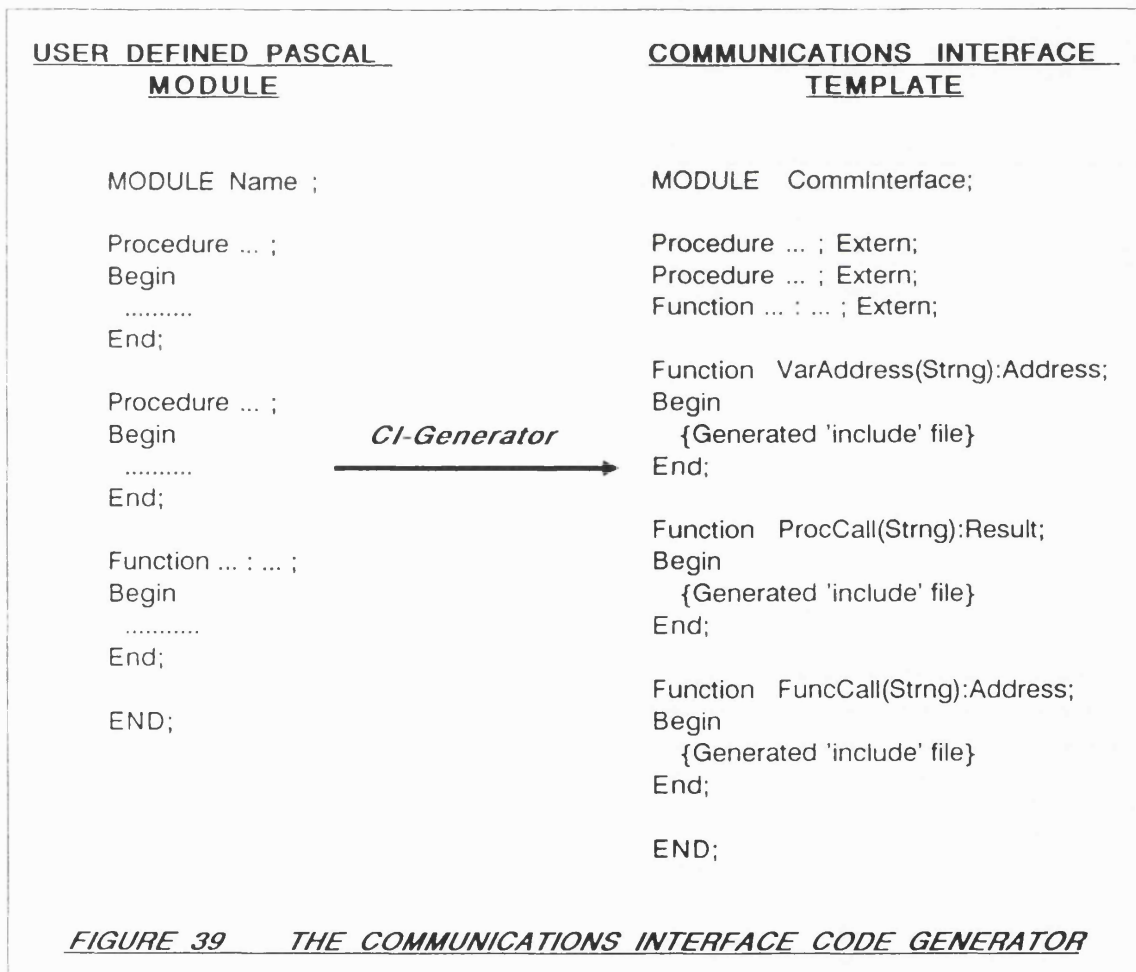 USER DEFINED PASCAL
MODULE
MODULE Name ;
Procedure ... ;
Begin
..........
End;
Procedure ... ;
Begin
..........
End;
Function ... : ... ;
Begin
...........
End;
END;
CI-Generator
COMMUNICATIONS INTERFACE
TEMPLATE
MODULE CommInterface;
Procedure ... ; Extern;
Procedure ... ; Extern;
Function ... : ... ; Extern;
Function VarAddress(Strng):Address;
Begin
{Generated 'include' file}
End;
Function ProcCall(Strng):Result;
Begin
{Generated 'include' file}
End;
Function FuncCall(Strng):Address;
Begin
{Generated 'include' file}
End;
END;
FIGURE 39 THE COMMUNICATIONS INTERFACE CODE GENERATOR